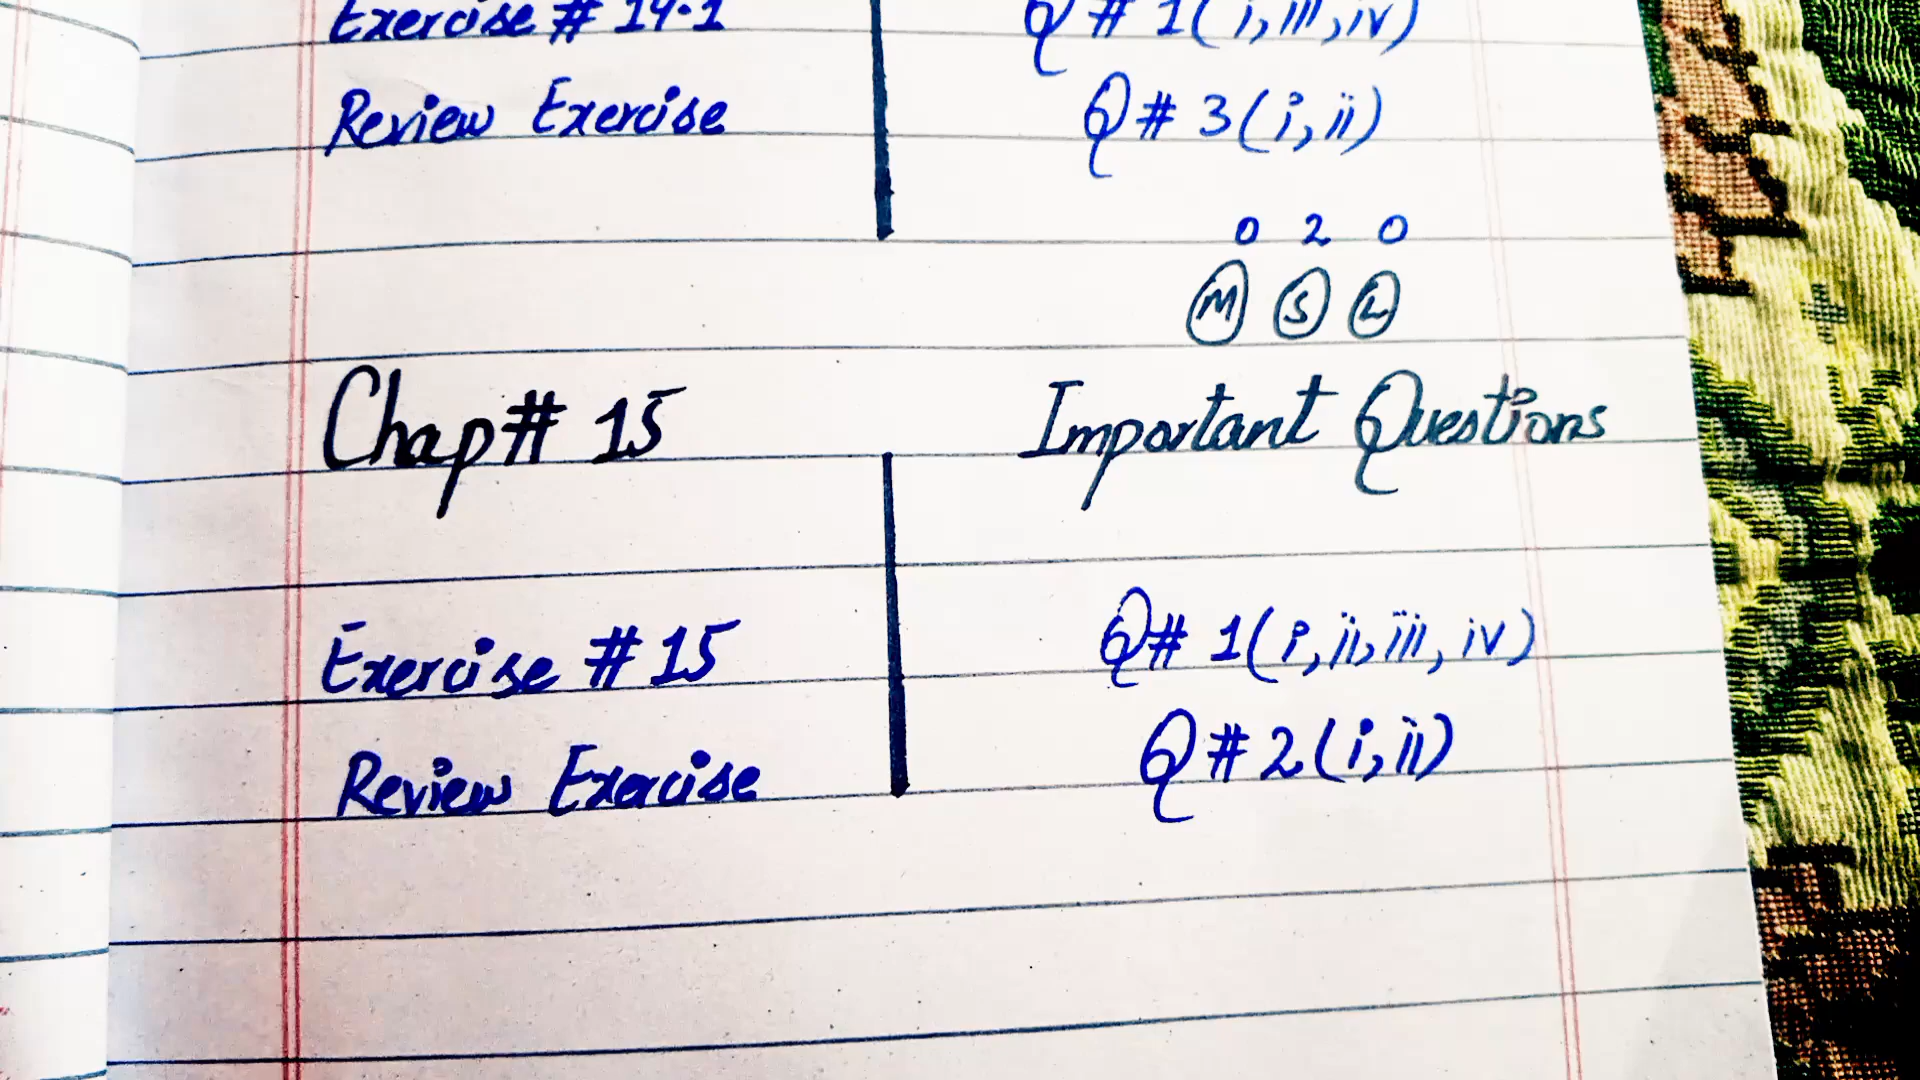 Exercise # 14.1 Q # 1(i,iii,iv)
Review Exercise Q # 3(i,ii)
0 2 0
M S L
Chap# 15 Important Questions
Exercise # 15 Q# 1(i,ii,iii,iv)
Review Exercise Q # 2(i,ii)